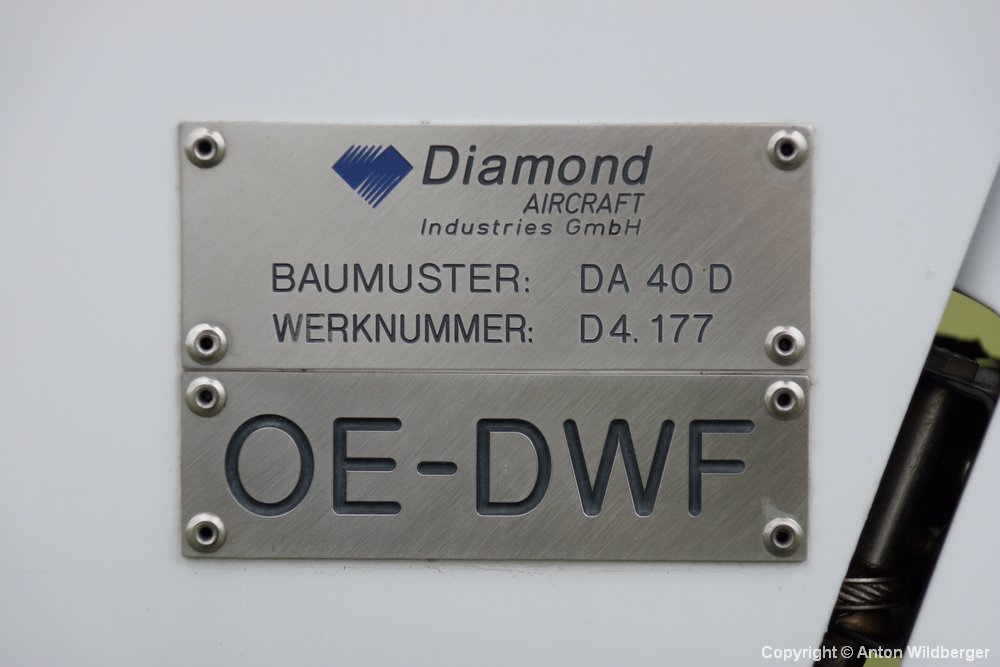 Diamond
AIRCRAFT
Industries GmbH
BAUMUSTER: DA 40 D
WERKNUMMER: D4.177
OE-DWF
Copyright © Anton Wildberger